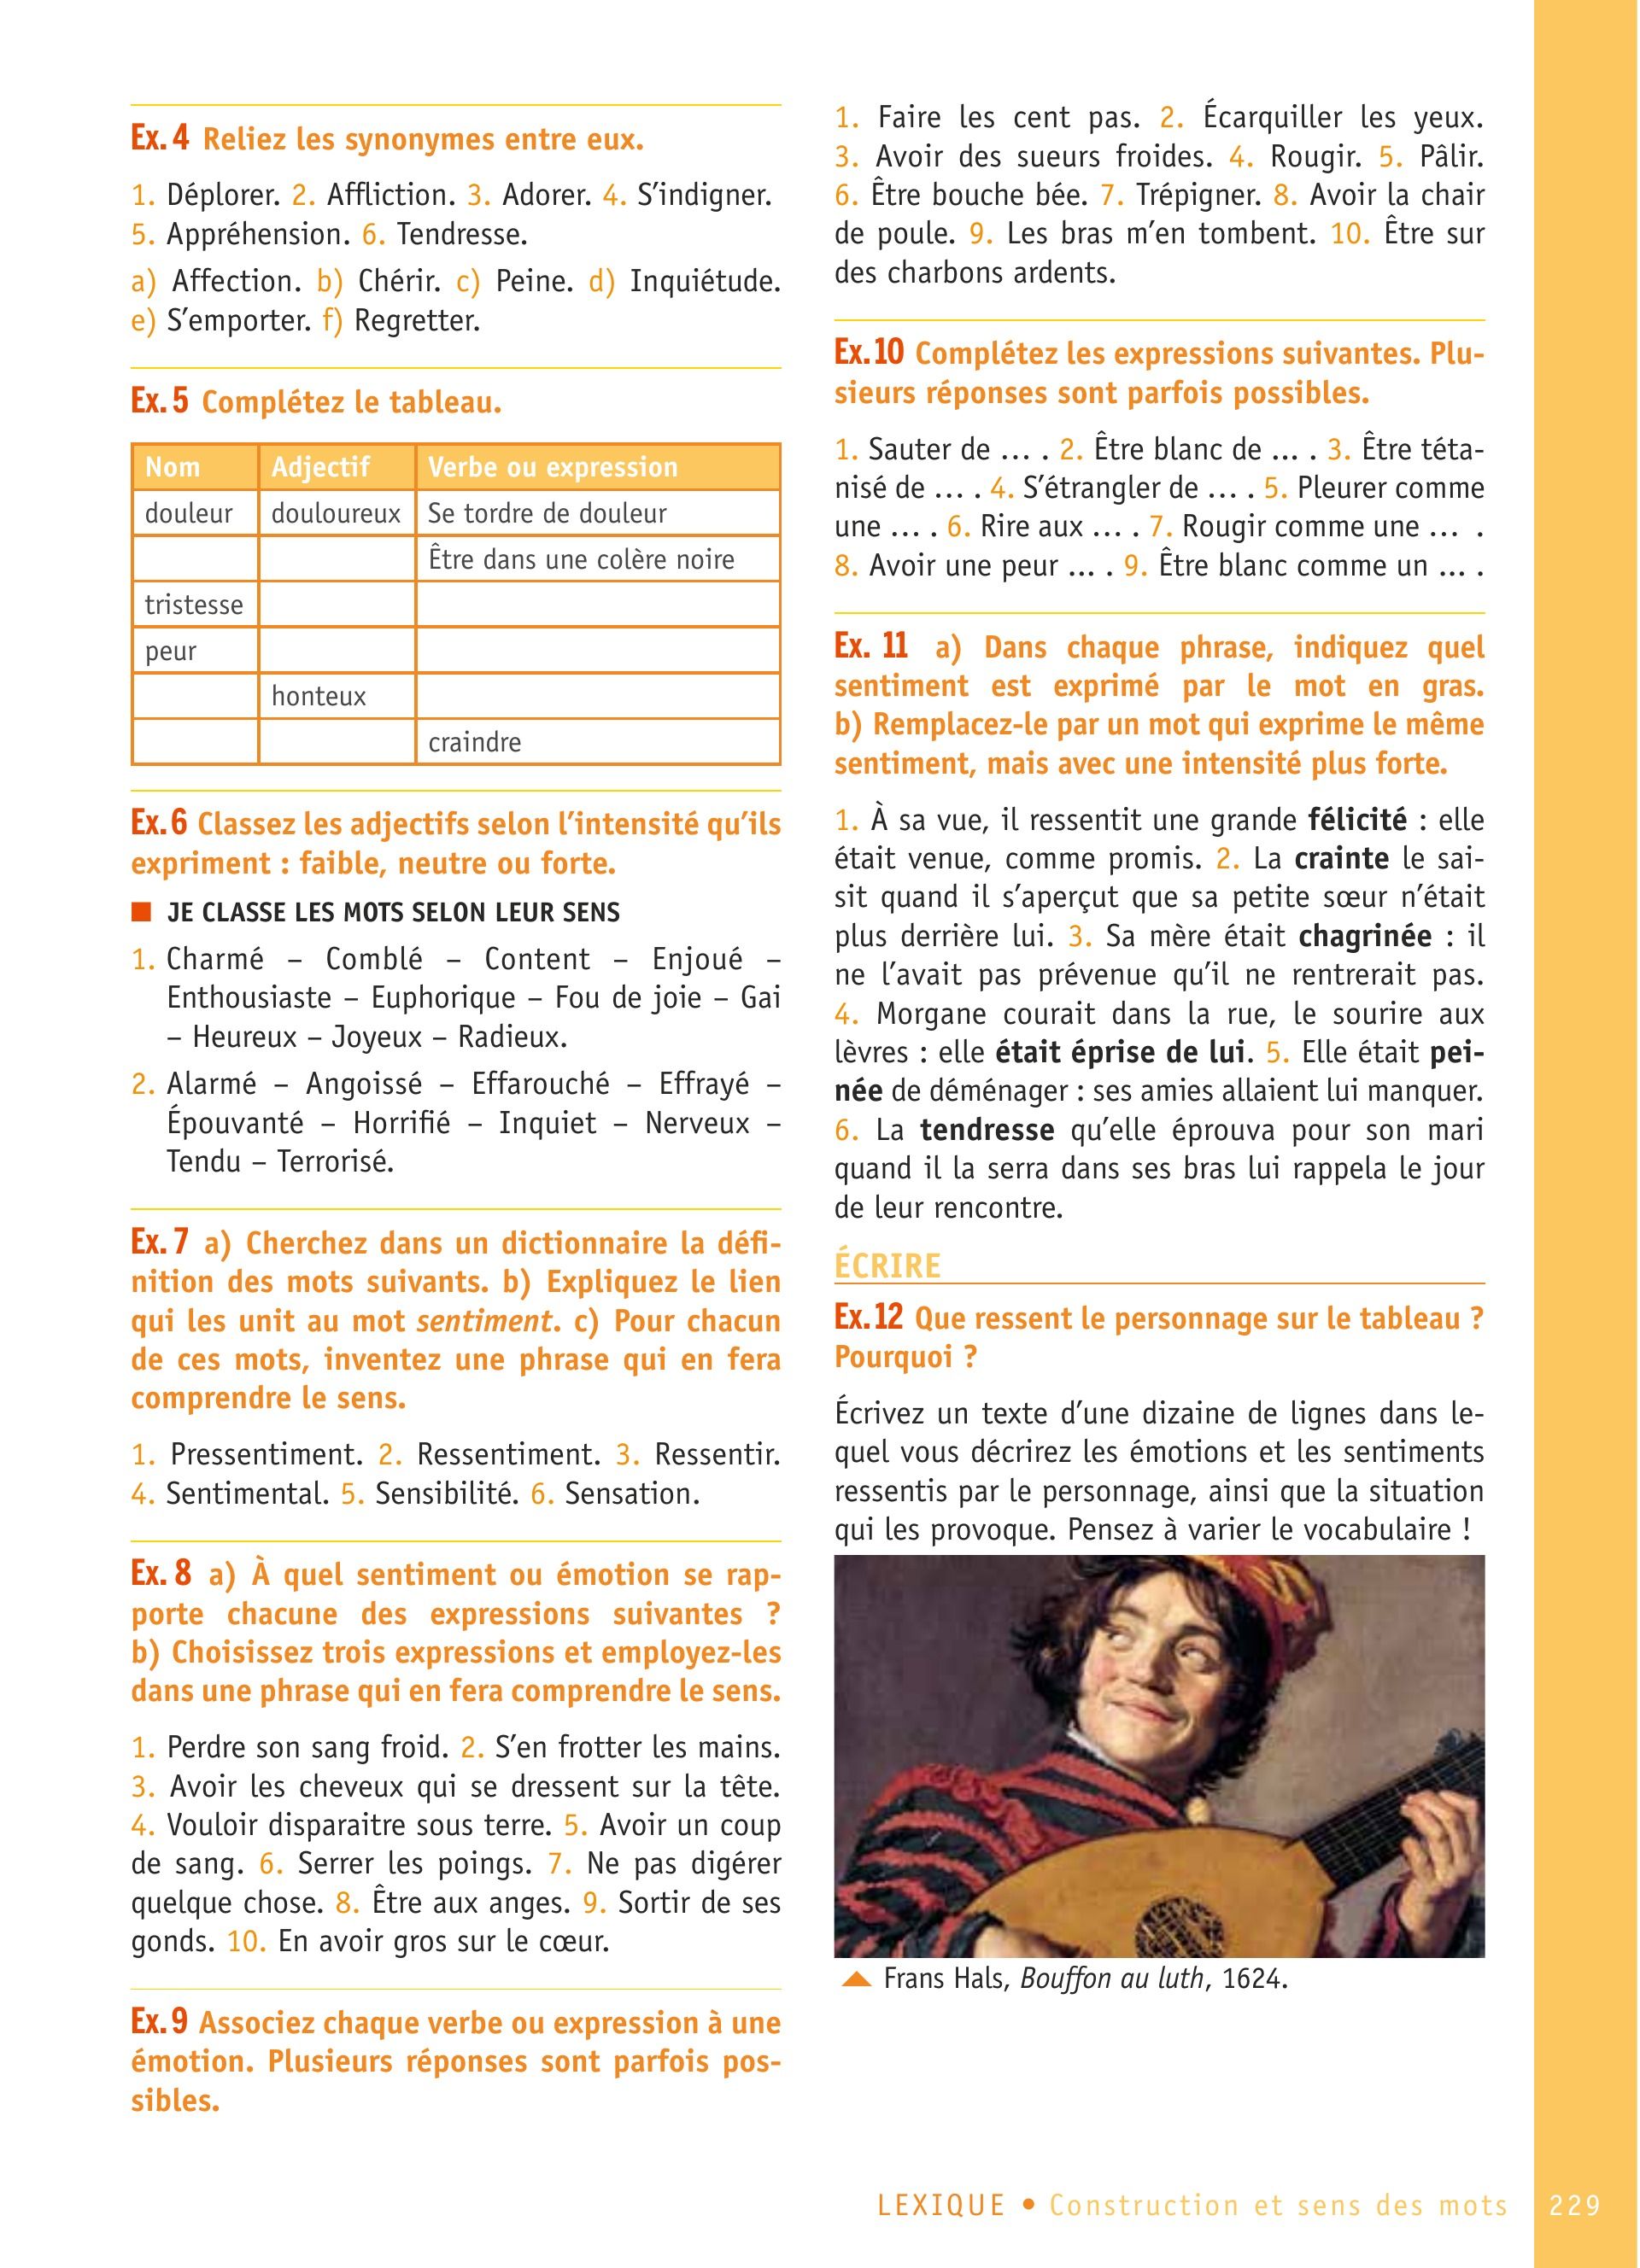 Ex. 4 Reliez les synonymes entre eux.
1. Déplorer. 2. Affliction. 3. Adorer. 4. S’indigner.
5. Appréhension. 6. Tendresse.
a) Affection. b) Chérir. c) Peine. d) Inquiétude.
e) S’emporter. f) Regretter.
Ex. 5 Complétez le tableau.
Nom Adjectif Verbe ou expression
douleur douloureux Se tordre de douleur
Être dans une colère noire
tristesse
peur
honteux
craindre
Ex. 6 Classez les adjectifs selon l’intensité qu’ils
expriment : faible, neutre ou forte.
■ JE CLASSE LES MOTS SELON LEUR SENS
1. Charmé – Comblé – Content – Enjoué –
Enthousiaste – Euphorique – Fou de joie – Gai
– Heureux – Joyeux – Radieux.
2. Alarmé – Angoissé – Effarouché – Effrayé –
Épouvanté – Horrifié – Inquiet – Nerveux –
Tendu – Terrorisé.
Ex. 7 a) Cherchez dans un dictionnaire la défi-
nition des mots suivants. b) Expliquez le lien
qui les unit au mot sentiment. c) Pour chacun
de ces mots, inventez une phrase qui en fera
comprendre le sens.
1. Pressentiment. 2. Ressentiment. 3. Ressentir.
4. Sentimental. 5. Sensibilité. 6. Sensation.
Ex. 8 a) À quel sentiment ou émotion se rap-
porte chacune des expressions suivantes ?
b) Choisissez trois expressions et employez-les
dans une phrase qui en fera comprendre le sens.
1. Perdre son sang froid. 2. S’en frotter les mains.
3. Avoir les cheveux qui se dressent sur la tête.
4. Vouloir disparaitre sous terre. 5. Avoir un coup
de sang. 6. Serrer les poings. 7. Ne pas digérer
quelque chose. 8. Être aux anges. 9. Sortir de ses
gonds. 10. En avoir gros sur le cœur.
Ex. 9 Associez chaque verbe ou expression à une
émotion. Plusieurs réponses sont parfois pos-
sibles.
1. Faire les cent pas. 2. Écarquiller les yeux.
3. Avoir des sueurs froides. 4. Rougir. 5. Pâlir.
6. Être bouche bée. 7. Trépigner. 8. Avoir la chair
de poule. 9. Les bras m’en tombent. 10. Être sur
des charbons ardents.
Ex. 10 Complétez les expressions suivantes. Plu-
sieurs réponses sont parfois possibles.
1. Sauter de ... . 2. Être blanc de ... . 3. Être téta-
nisé de ... . 4. S’étrangler de ... . 5. Pleurer comme
une ... . 6. Rire aux ... . 7. Rougir comme une ... .
8. Avoir une peur ... . 9. Être blanc comme un ... .
Ex. 11 a) Dans chaque phrase, indiquez quel
sentiment est exprimé par le mot en gras.
b) Remplacez-le par un mot qui exprime le même
sentiment, mais avec une intensité plus forte.
1. À sa vue, il ressentit une grande félicité : elle
était venue, comme promis. 2. La crainte le sai-
sit quand il s’aperçut que sa petite sœur n’était
plus derrière lui. 3. Sa mère était chagrinée : il
ne l’avait pas prévenue qu’il ne rentrerait pas.
4. Morgane courait dans la rue, le sourire aux
lèvres : elle était éprise de lui. 5. Elle était pei-
née de déménager : ses amies allaient lui manquer.
6. La tendresse qu’elle éprouva pour son mari
quand il la serra dans ses bras lui rappela le jour
de leur rencontre.
ÉCRIRE
Ex. 12 Que ressent le personnage sur le tableau ?
Pourquoi ?
Écrivez un texte d’une dizaine de lignes dans le-
quel vous décrirez les émotions et les sentiments
ressentis par le personnage, ainsi que la situation
qui les provoque. Pensez à varier le vocabulaire !
Frans Hals, Bouffon au luth, 1624.
LEXIQUE • Construction et sens des mots 229